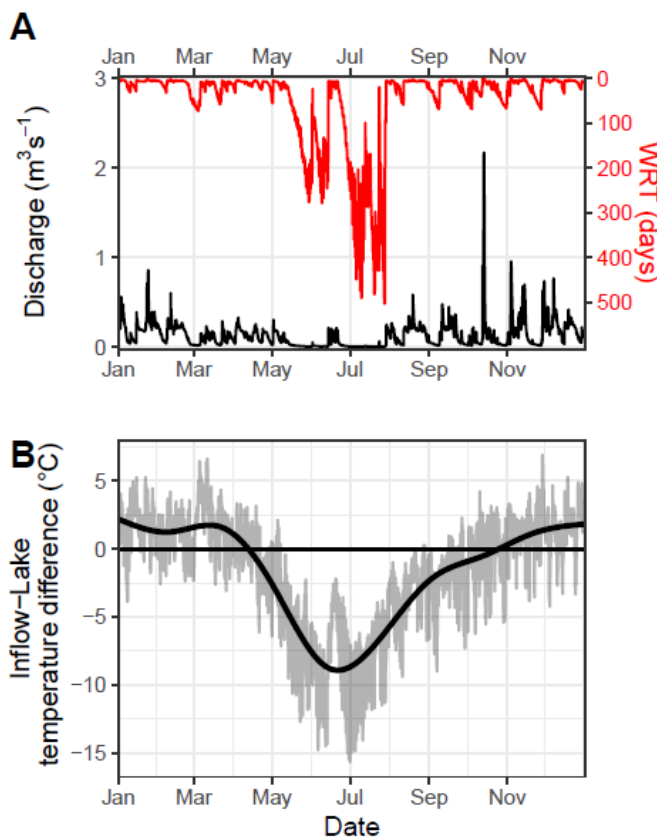 A
Jan Mar May Jul Sep Nov
Discharge (m³ s⁻¹)
3
2
1
0
WRT (days)
0
100
200
300
400
500
Jan Mar May Jul Sep Nov
B
Inflow−Lake
temperature difference (°C)
5
0
−5
−10
−15
Jan Mar May Jul Sep Nov
Date